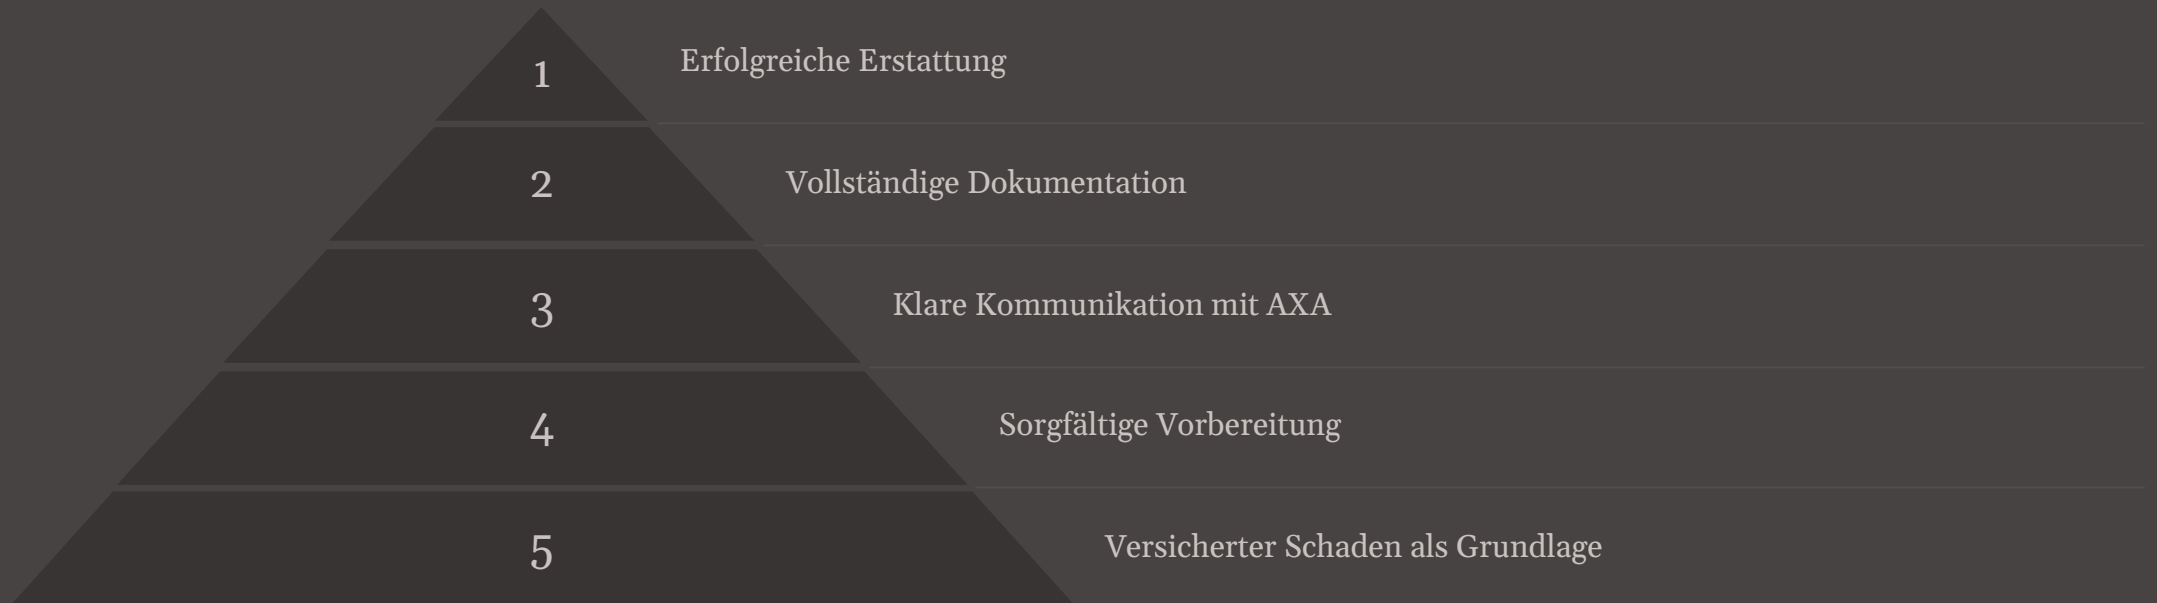 1
Erfolgreiche Erstattung
2
Vollständige Dokumentation
3
Klare Kommunikation mit AXA
4
Sorgfältige Vorbereitung
5
Versicherter Schaden als Grundlage